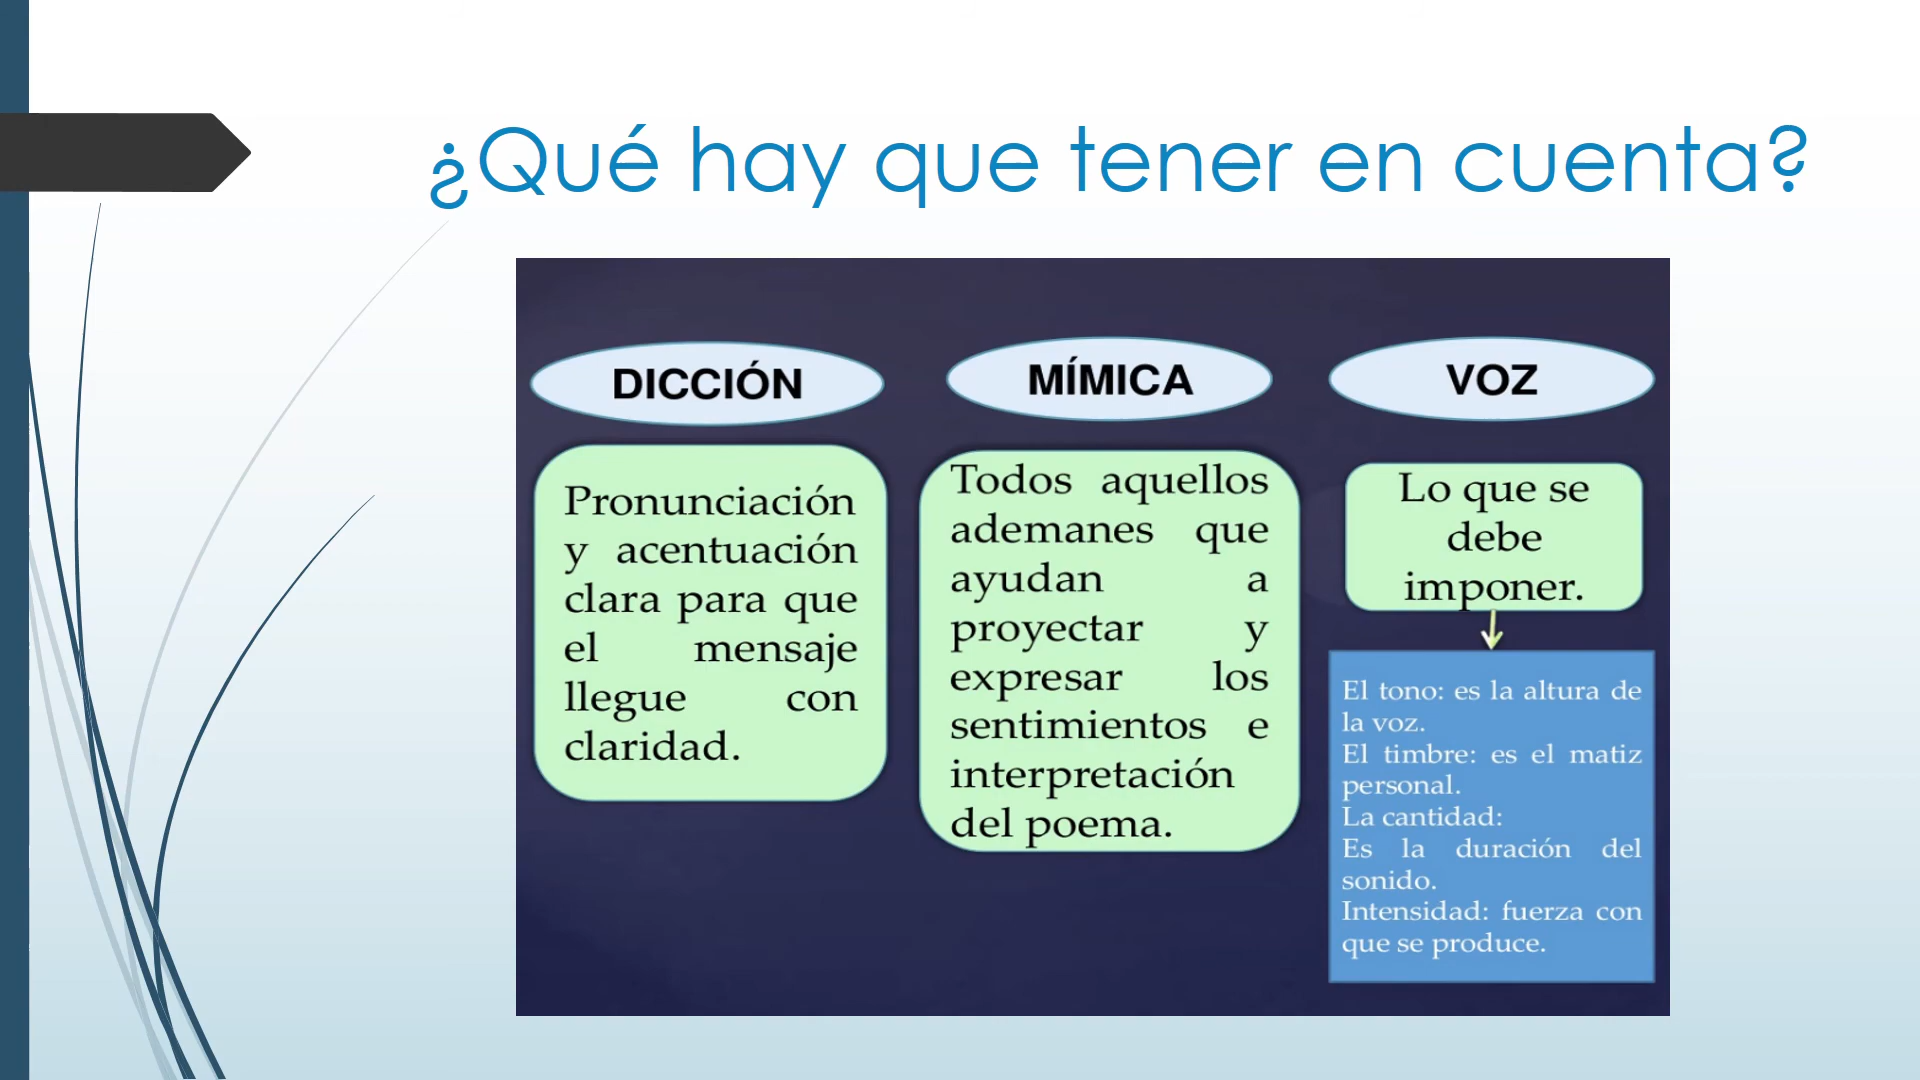 ¿Qué hay que tener en cuenta?
DICCIÓN
Pronunciación
y acentuación
clara para que
el mensaje
llegue con
claridad.
MÍMICA
Todos aquellos
ademanes que
ayudan a
proyectar y
expresar los
sentimientos e
interpretación
del poema.
VOZ
Lo que se
debe
imponer.
El tono: es la altura de
la voz.
El timbre: es el matiz
personal.
La cantidad:
Es la duración del
sonido.
Intensidad: fuerza con
que se produce.